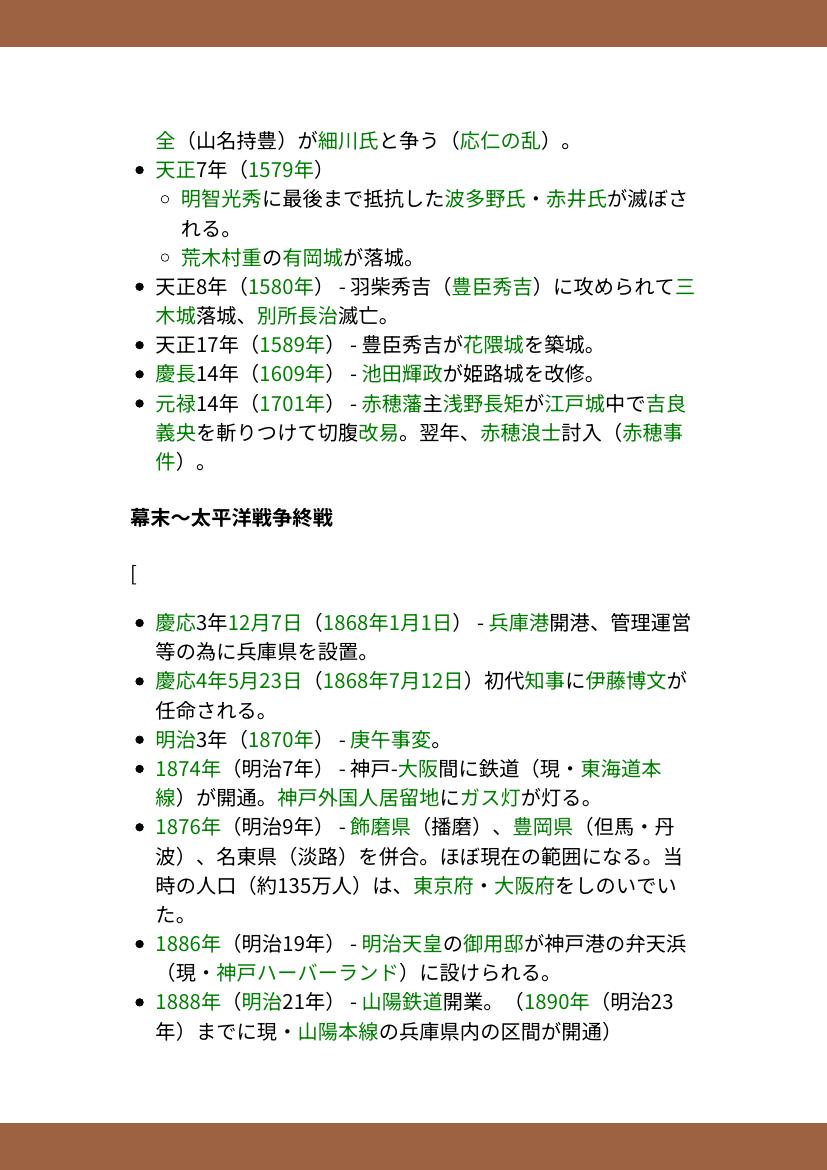 全（山名持豊）が細川氏と争う（応仁の乱）。
• 天正7年（1579年）
○ 明智光秀に最後まで抵抗した波多野氏・赤井氏が滅ぼさ
れる。
○ 荒木村重の有岡城が落城。
• 天正8年（1580年） - 羽柴秀吉（豊臣秀吉）に攻められて三
木城落城、別所長治滅亡。
• 天正17年（1589年） - 豊臣秀吉が花隈城を築城。
• 慶長14年（1609年） - 池田輝政が姫路城を改修。
• 元禄14年（1701年） - 赤穂藩主浅野長矩が江戸城中で吉良
義央を斬りつけて切腹改易。翌年、赤穂浪士討入（赤穂事
件）。
幕末〜太平洋戦争終戦
[
• 慶応3年12月7日（1868年1月1日） - 兵庫港開港、管理運営
等の為に兵庫県を設置。
• 慶応4年5月23日（1868年7月12日）初代知事に伊藤博文が
任命される。
• 明治3年（1870年） - 庚午事変。
• 1874年（明治7年） - 神戸-大阪間に鉄道（現・東海道本
線）が開通。神戸外国人居留地にガス灯が灯る。
• 1876年（明治9年） - 飾磨県（播磨）、豊岡県（但馬・丹
波）、名東県（淡路）を併合。ほぼ現在の範囲になる。当
時の人口（約135万人）は、東京府・大阪府をしのいでい
た。
• 1886年（明治19年） - 明治天皇の御用邸が神戸港の弁天浜
（現・神戸ハーバーランド）に設けられる。
• 1888年（明治21年） - 山陽鉄道開業。（1890年（明治23
年）までに現・山陽本線の兵庫県内の区間が開通）